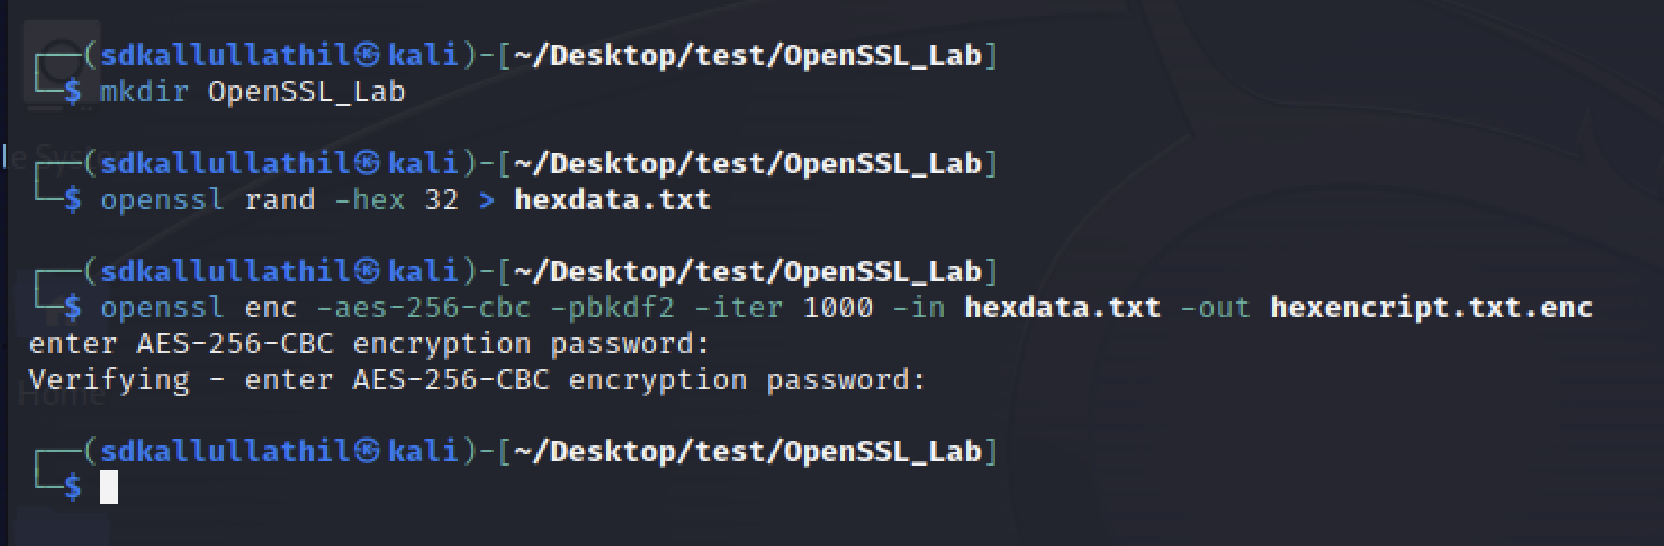 ┌──(sdkallullathil㉿kali)-[~/Desktop/test/OpenSSL_Lab]
└─$ mkdir OpenSSL_Lab
┌──(sdkallullathil㉿kali)-[~/Desktop/test/OpenSSL_Lab]
└─$ openssl rand -hex 32 > hexdata.txt
┌──(sdkallullathil㉿kali)-[~/Desktop/test/OpenSSL_Lab]
└─$ openssl enc -aes-256-cbc -pbkdf2 -iter 1000 -in hexdata.txt -out hexencript.txt.enc
enter AES-256-CBC encryption password:
Verifying - enter AES-256-CBC encryption password:
Home
┌──(sdkallullathil㉿kali)-[~/Desktop/test/OpenSSL_Lab]
└─$